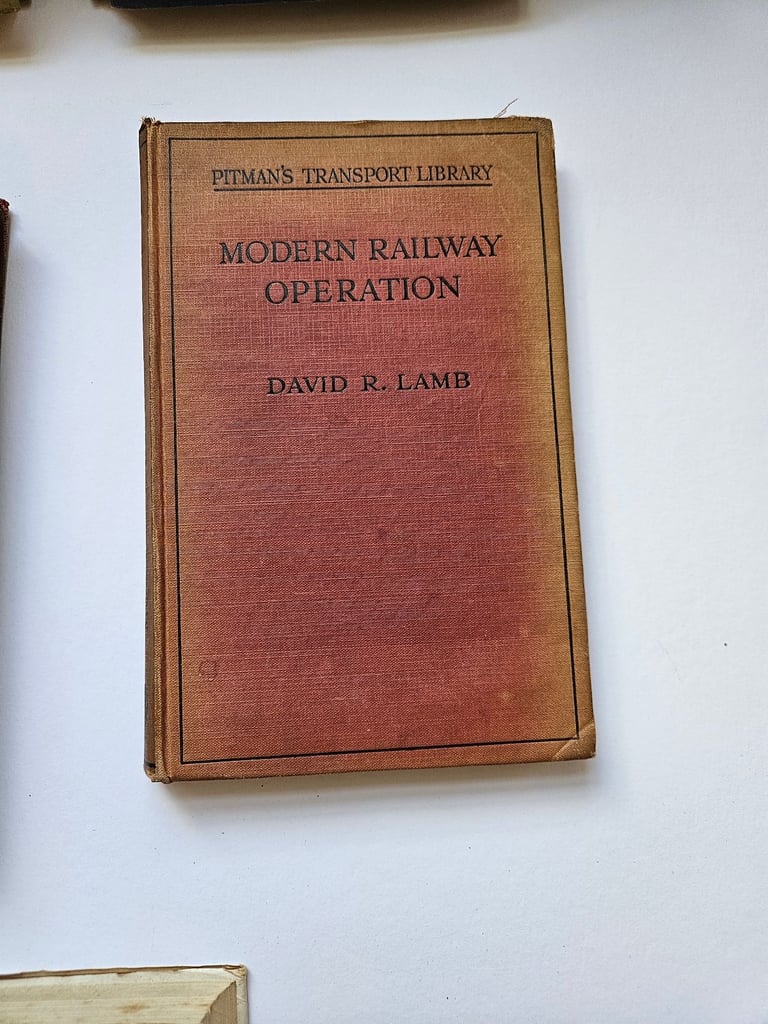 PITMAN'S TRANSPORT LIBRARY
MODERN RAILWAY
OPERATION
DAVID R. LAMB